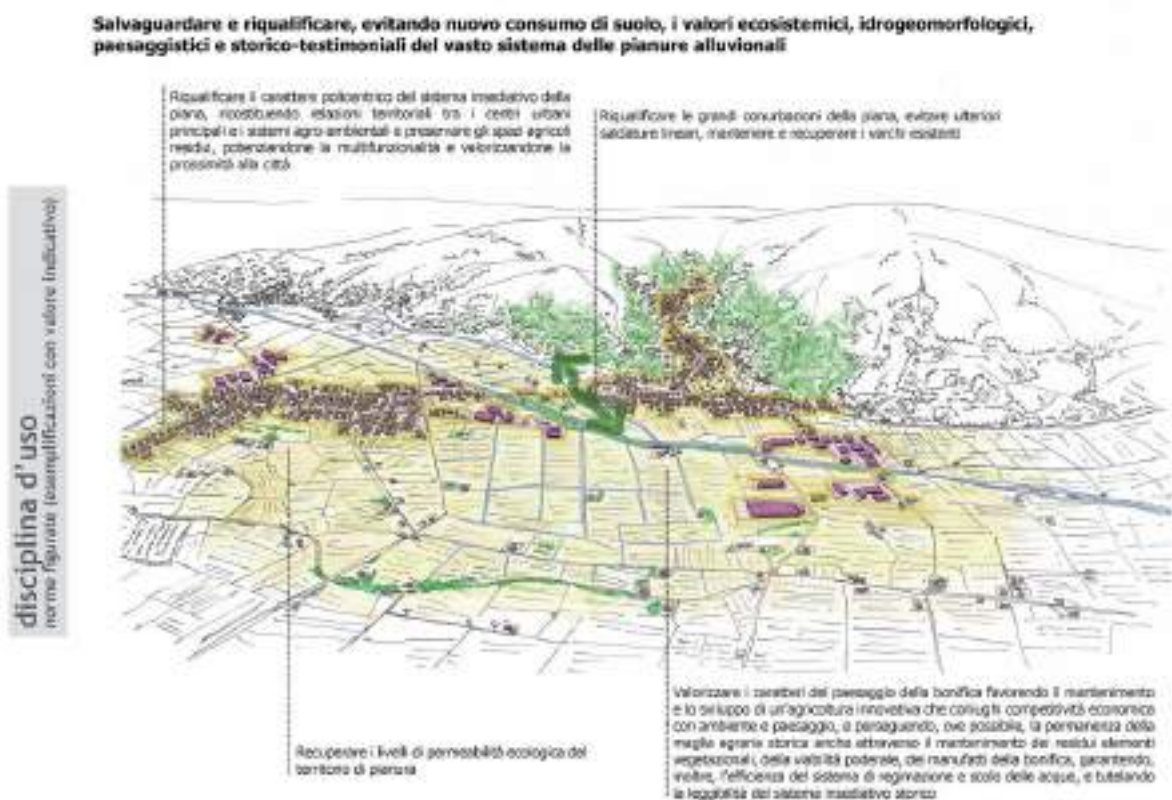 Salvaguardare e riqualificare, evitando nuovo consumo di suolo, i valori ecosistemici, idrogeomorfologici,
paesaggistici e storico-testimoniali del vasto sistema delle pianure alluvionali
Riqualificare il carattere policentrico del sistema insediativo della
piana, ricostituendo relazioni territoriali tra i centri urbani
principali e i sistemi agro-ambientali e preservare gli spazi agricoli
residui, potenziandone la multifunzionalità e valorizzandone la
prossimità alla città
Riqualificare le grandi conurbazioni della piana, evitare ulteriori
saldature lineari, mantenere e recuperare i varchi esistenti
disciplina d'uso
norme figurate (esemplificazioni con valore indicativo)
Recuperare i livelli di permeabilità ecologica del
territorio di pianura
Valorizzare i caratteri del paesaggio della bonifica favorendo il mantenimento
e lo sviluppo di un'agricoltura innovativa che coniughi competitività economica
con ambiente e paesaggio, e perseguendo, ove possibile, la permanenza della
maglia agraria storica anche attraverso il mantenimento dei residui elementi
vegetazionali, della viabilità poderale, dei manufatti della bonifica, garantendo,
inoltre, l'efficienza del sistema di regimazione e scolo delle acque, e tutelando
la leggibilità del sistema insediativo storico